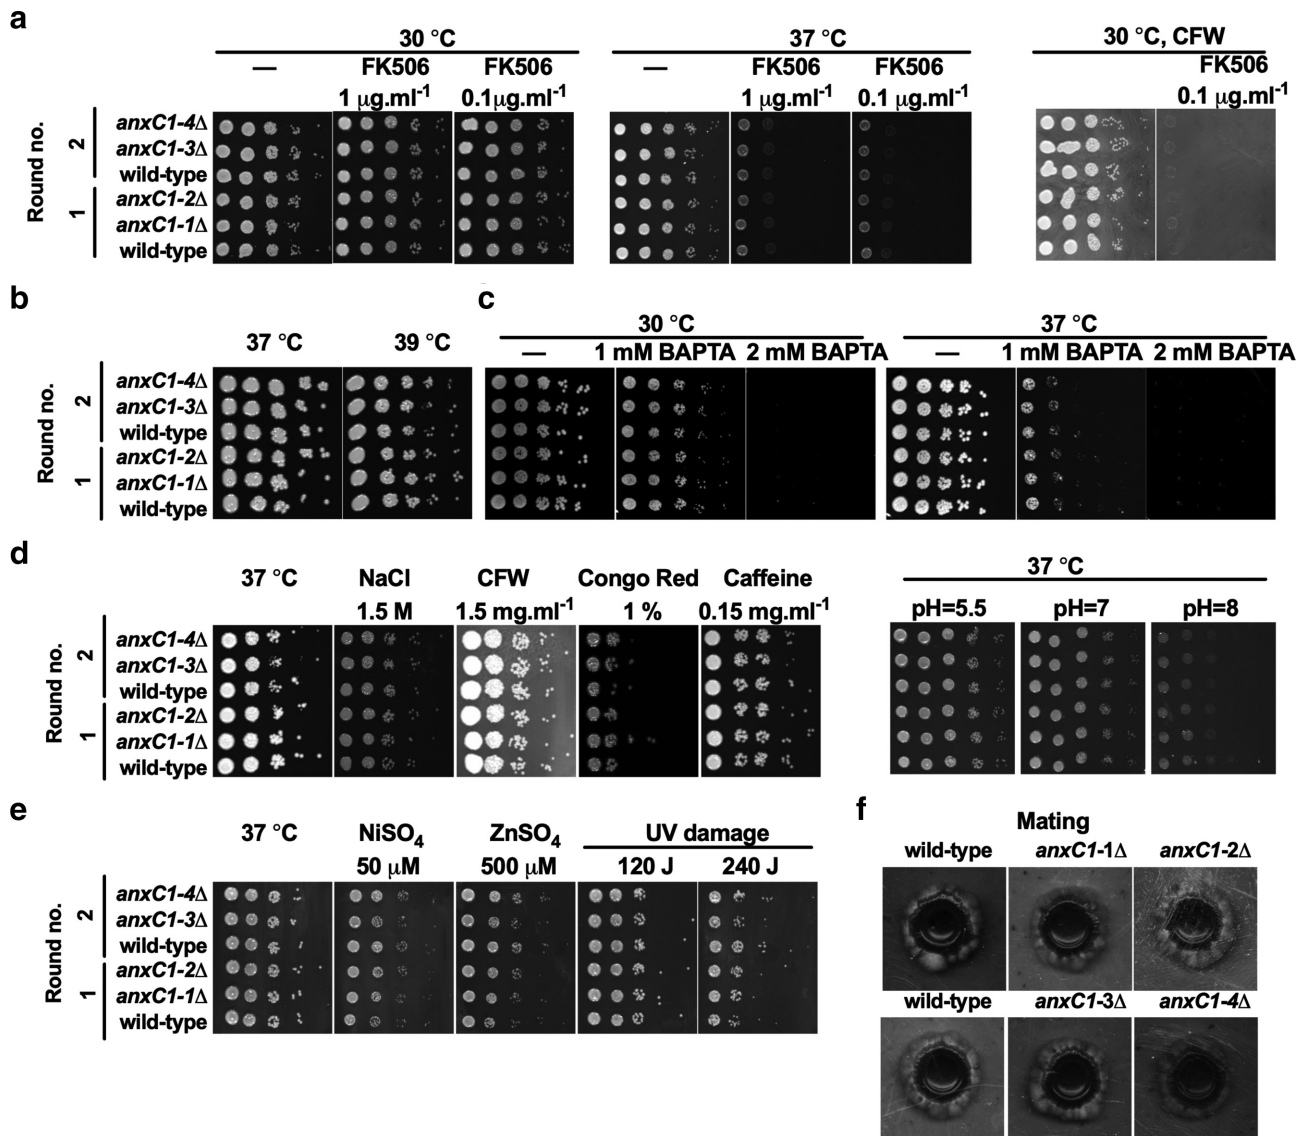 a
30 °C
37 °C
30 °C, CFW
—
FK506
FK506
—
FK506
FK506
FK506
1 μg.ml-1
0.1μg.ml-1
1 μg.ml-1
0.1 μg.ml-1
0.1 μg.ml-1
Round no.
2
1
anxC1-4Δ
anxC1-3Δ
wild-type
anxC1-2Δ
anxC1-1Δ
wild-type
b
37 °C
39 °C
Round no.
2
1
anxC1-4Δ
anxC1-3Δ
wild-type
anxC1-2Δ
anxC1-1Δ
wild-type
c
30 °C
37 °C
—
1 mM BAPTA
2 mM BAPTA
—
1 mM BAPTA
2 mM BAPTA
d
37 °C
NaCl
CFW
Congo Red
Caffeine
1.5 M
1.5 mg.ml-1
1 %
0.15 mg.ml-1
37 °C
pH=5.5
pH=7
pH=8
Round no.
2
1
anxC1-4Δ
anxC1-3Δ
wild-type
anxC1-2Δ
anxC1-1Δ
wild-type
e
37 °C
NiSO4
ZnSO4
UV damage
50 μM
500 μM
120 J
240 J
Round no.
2
1
anxC1-4Δ
anxC1-3Δ
wild-type
anxC1-2Δ
anxC1-1Δ
wild-type
f
Mating
wild-type
anxC1-1Δ
anxC1-2Δ
wild-type
anxC1-3Δ
anxC1-4Δ